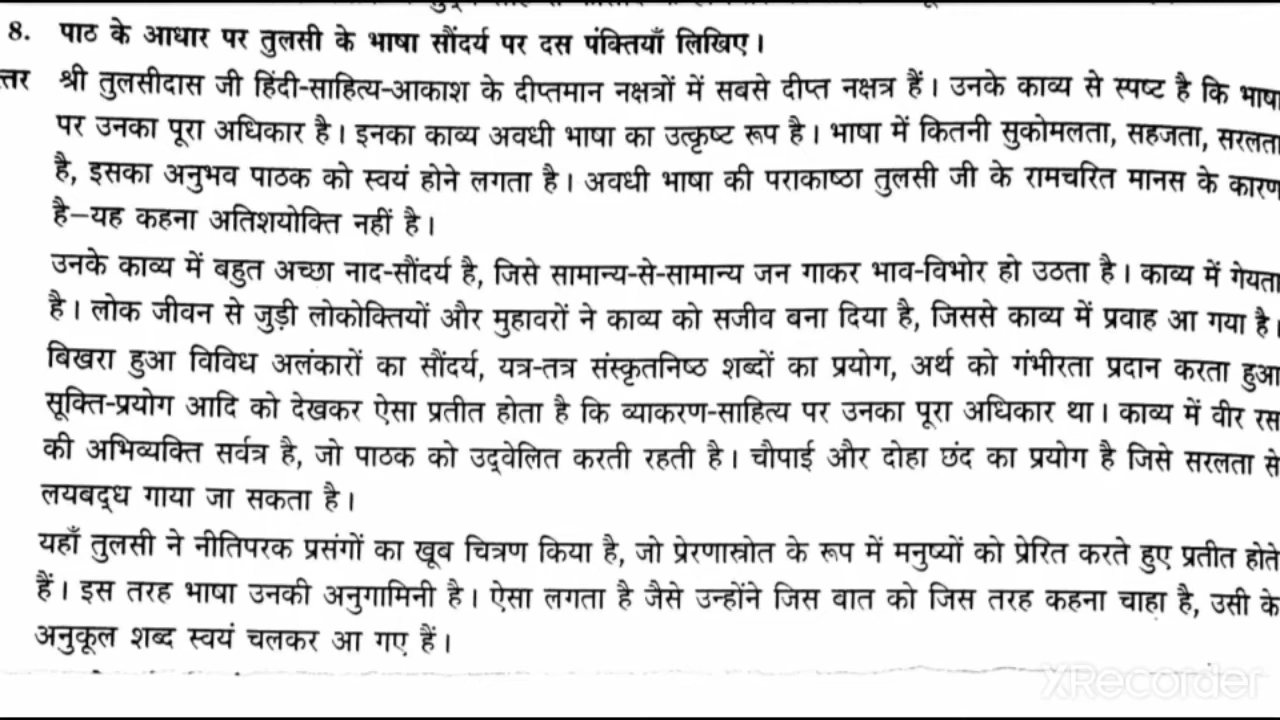 8. पाठ के आधार पर तुलसी के भाषा सौंदर्य पर दस पंक्तियाँ लिखिए।
त्तर श्री तुलसीदास जी हिंदी-साहित्य-आकाश के दीप्तमान नक्षत्रों में सबसे दीप्त नक्षत्र हैं। उनके काव्य से स्पष्ट है कि भाषा
पर उनका पूरा अधिकार है। इनका काव्य अवधी भाषा का उत्कृष्ट रूप है। भाषा में कितनी सुकोमलता, सहजता, सरलता
है, इसका अनुभव पाठक को स्वयं होने लगता है। अवधी भाषा की पराकाष्ठा तुलसी जी के रामचरित मानस के कारण
है–यह कहना अतिशयोक्ति नहीं है।
उनके काव्य में बहुत अच्छा नाद-सौंदर्य है, जिसे सामान्य-से-सामान्य जन गाकर भाव-विभोर हो उठता है। काव्य में गेयता
है। लोक जीवन से जुड़ी लोकोक्तियों और मुहावरों ने काव्य को सजीव बना दिया है, जिससे काव्य में प्रवाह आ गया है।
बिखरा हुआ विविध अलंकारों का सौंदर्य, यत्र-तत्र संस्कृतनिष्ठ शब्दों का प्रयोग, अर्थ को गंभीरता प्रदान करता हुआ
सूक्ति-प्रयोग आदि को देखकर ऐसा प्रतीत होता है कि व्याकरण-साहित्य पर उनका पूरा अधिकार था। काव्य में वीर रस
की अभिव्यक्ति सर्वत्र है, जो पाठक को उद्‌वेलित करती रहती है। चौपाई और दोहा छंद का प्रयोग है जिसे सरलता से
लयबद्‌ध गाया जा सकता है।
यहाँ तुलसी ने नीतिपरक प्रसंगों का खूब चित्रण किया है, जो प्रेरणास्रोत के रूप में मनुष्यों को प्रेरित करते हुए प्रतीत होते
हैं। इस तरह भाषा उनकी अनुगामिनी है। ऐसा लगता है जैसे उन्होंने जिस बात को जिस तरह कहना चाहा है, उसी के
अनुकूल शब्द स्वयं चलकर आ गए हैं।
XRecorder